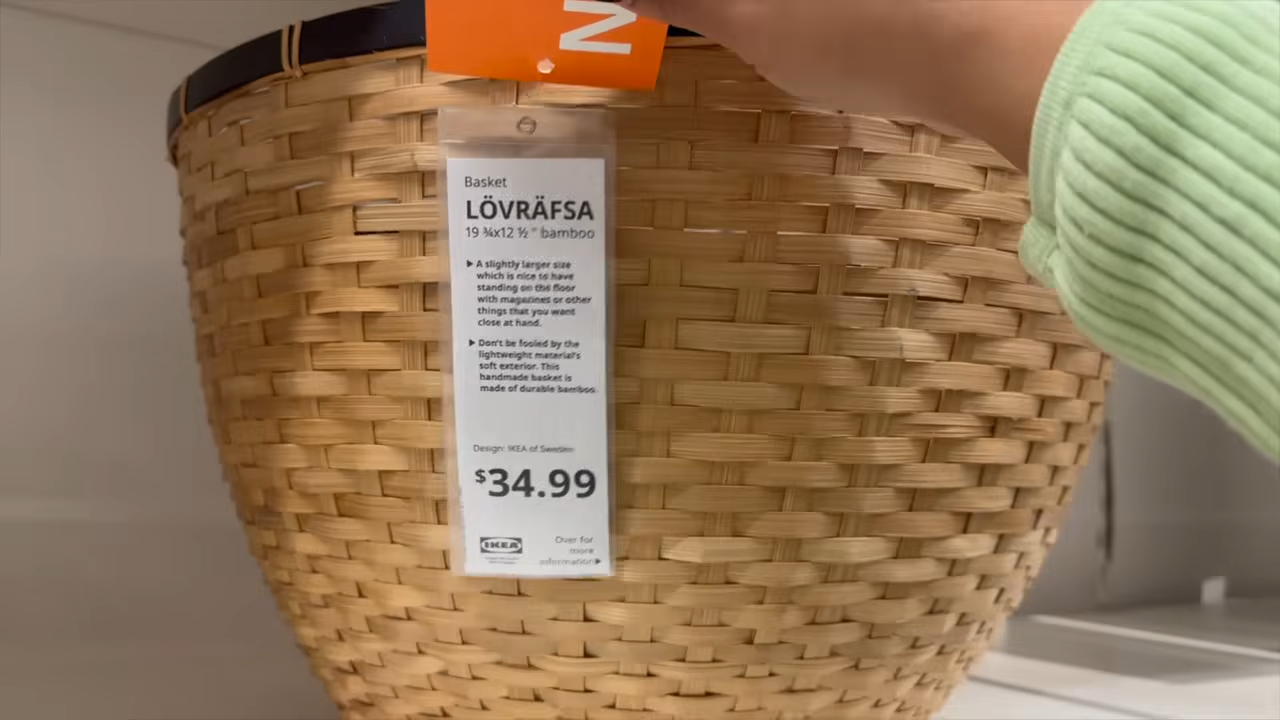 N
Basket
LÖVRÄFSA
19 ¾x12 ½ " bamboo
▶ A slightly larger size
which is nice to have
standing on the floor
with magazines or other
things that you want
close at hand.
▶ Don't be fooled by the
lightweight material's
soft exterior. This
handmade basket is
made of durable bamboo.
Design: IKEA of Sweden
$34.99
IKEA
Over for
more
information▶